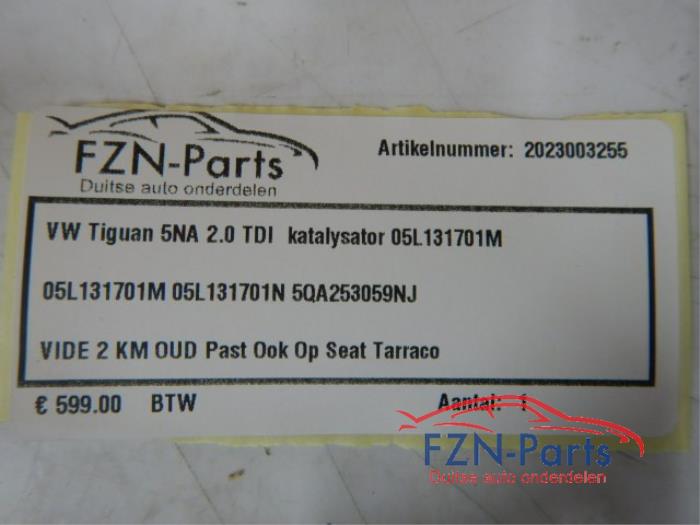 FZN-Parts
Duitse auto onderdelen
Artikelnummer: 2023003255
VW Tiguan 5NA 2.0 TDI katalysator 05L131701M
05L131701M 05L131701N 5QA253059NJ
VIDE 2 KM OUD Past Ook Op Seat Tarraco
€ 599.00 BTW Aantal: 1
FZN-Parts
Duitse auto onderdelen